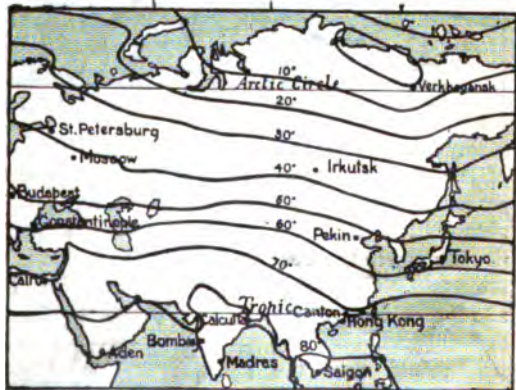 10°
Arctic Circle
Verkhoyansk
20°
St. Petersburg
30°
Moscow
40°
Irkutsk
Budapest
50°
Constantinople
60°
Pekin
Tokyo
70°
Cairo
Tropic
Canton
Calcutta
Hong Kong
Bombay
80°
Aden
Madras
Saigon